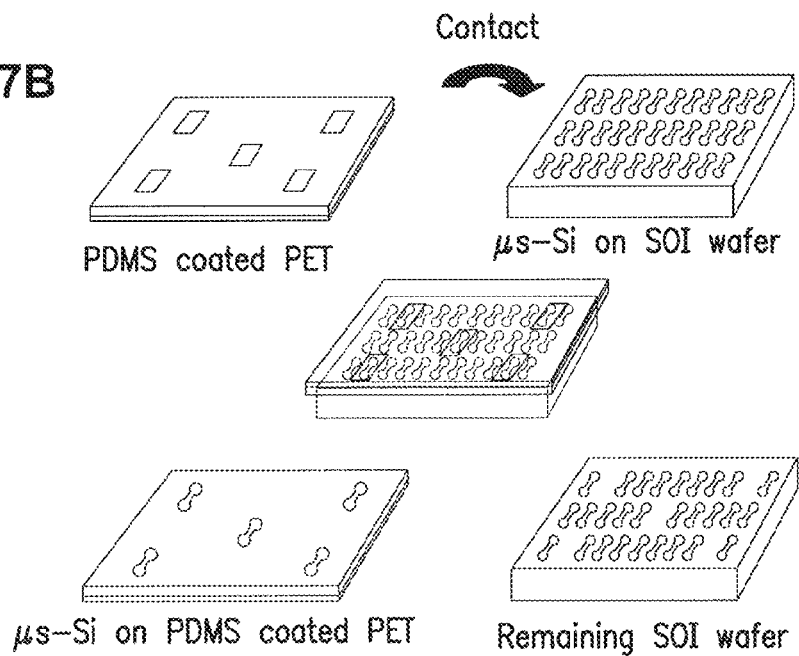 Contact
7B
PDMS coated PET
μs-Si on SOI wafer
μs-Si on PDMS coated PET
Remaining SOI wafer